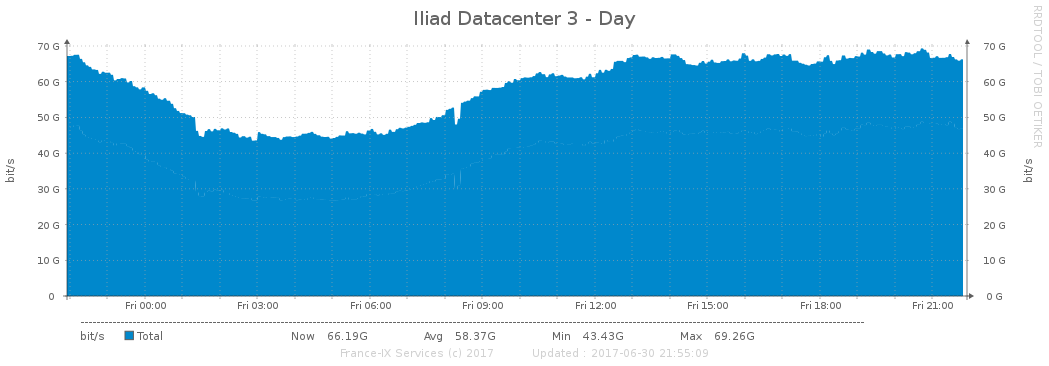 Iliad Datacenter 3 - Day
RRDTOOL / TOBI OETIKER
bit/s
70 G 70 G
60 G 60 G
50 G 50 G
40 G 40 G
30 G 30 G
20 G 20 G
10 G 10 G
0 0 G
bit/s
Fri 00:00 Fri 03:00 Fri 06:00 Fri 09:00 Fri 12:00 Fri 15:00 Fri 18:00 Fri 21:00
bit/s Total Now 66.19G Avg 58.37G Min 43.43G Max 69.26G
France-IX Services (c) 2017 Updated : 2017-06-30 21:55:09